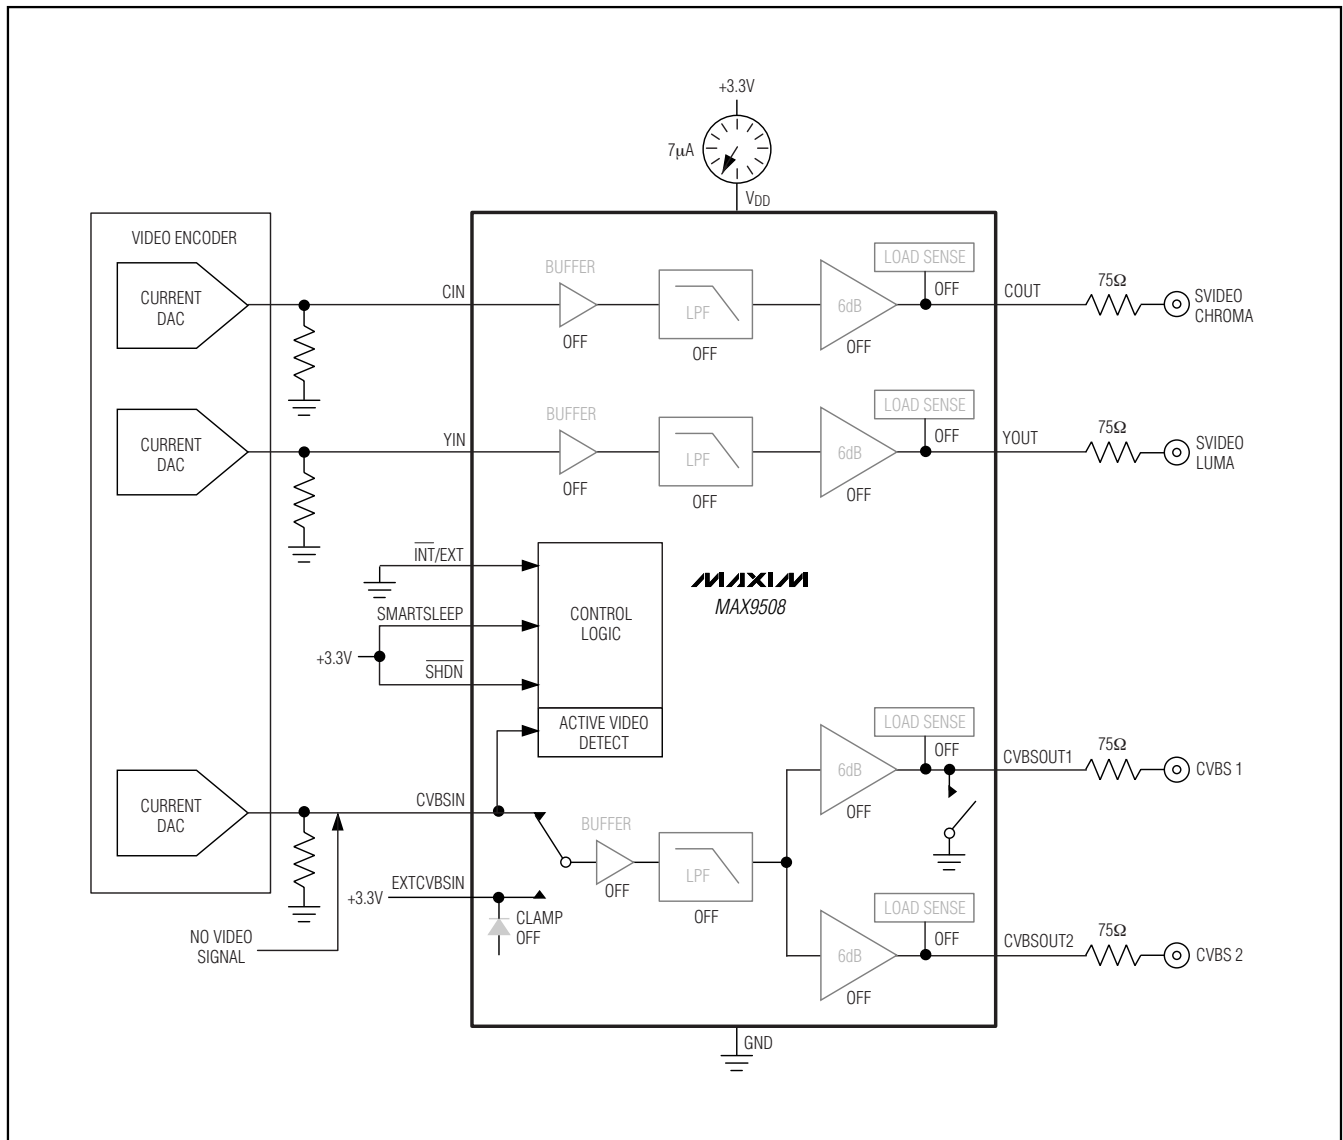 +3.3V
7μA
VDD
VIDEO ENCODER
CURRENT
DAC
CIN
BUFFER
OFF
LPF
OFF
6dB
OFF
LOAD SENSE
OFF
COUT
75Ω
SVIDEO
CHROMA
CURRENT
DAC
YIN
BUFFER
OFF
LPF
OFF
6dB
OFF
LOAD SENSE
OFF
YOUT
75Ω
SVIDEO
LUMA
INT/EXT
SMARTSLEEP
+3.3V
SHDN
CONTROL
LOGIC
ACTIVE VIDEO
DETECT
MAXIM
MAX9508
CURRENT
DAC
CVBSIN
NO VIDEO
SIGNAL
+3.3V
EXTCVBSIN
CLAMP
OFF
BUFFER
OFF
LPF
OFF
6dB
OFF
LOAD SENSE
OFF
CVBSOUT1
75Ω
CVBS 1
6dB
OFF
LOAD SENSE
OFF
CVBSOUT2
75Ω
CVBS 2
GND